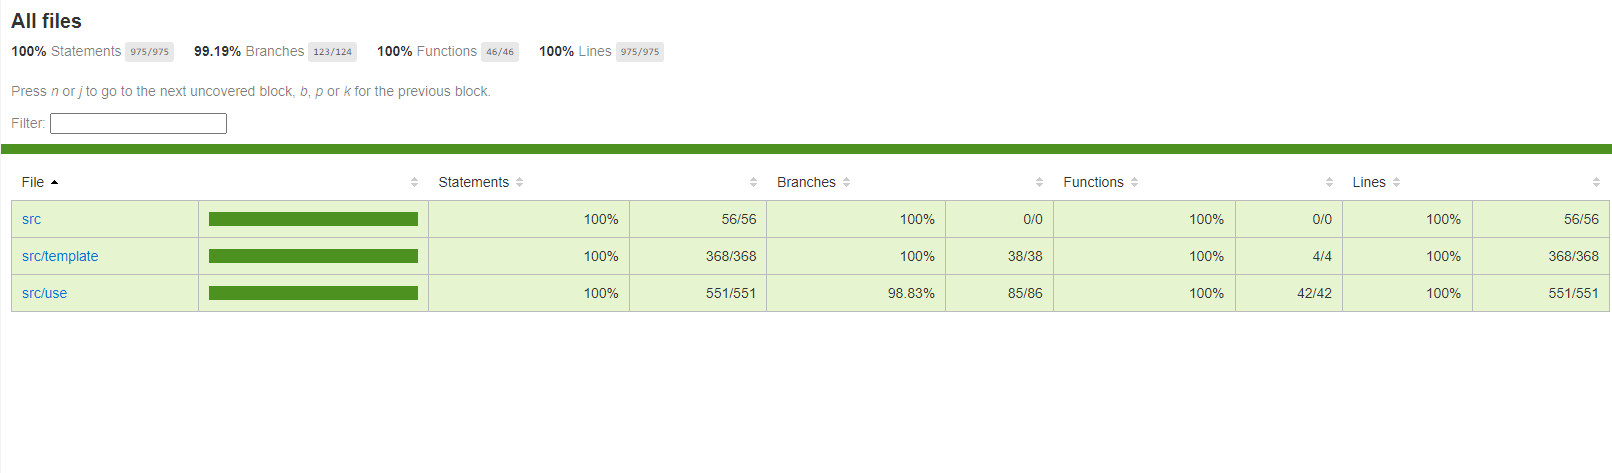 All files
100% Statements 975/975 99.19% Branches 123/124 100% Functions 46/46 100% Lines 975/975
Press n or j to go to the next uncovered block, b, p or k for the previous block.
Filter:
File Statements Branches Functions Lines
src 100% 56/56 100% 0/0 100% 0/0 100% 56/56
src/template 100% 368/368 100% 38/38 100% 4/4 100% 368/368
src/use 100% 551/551 98.83% 85/86 100% 42/42 100% 551/551